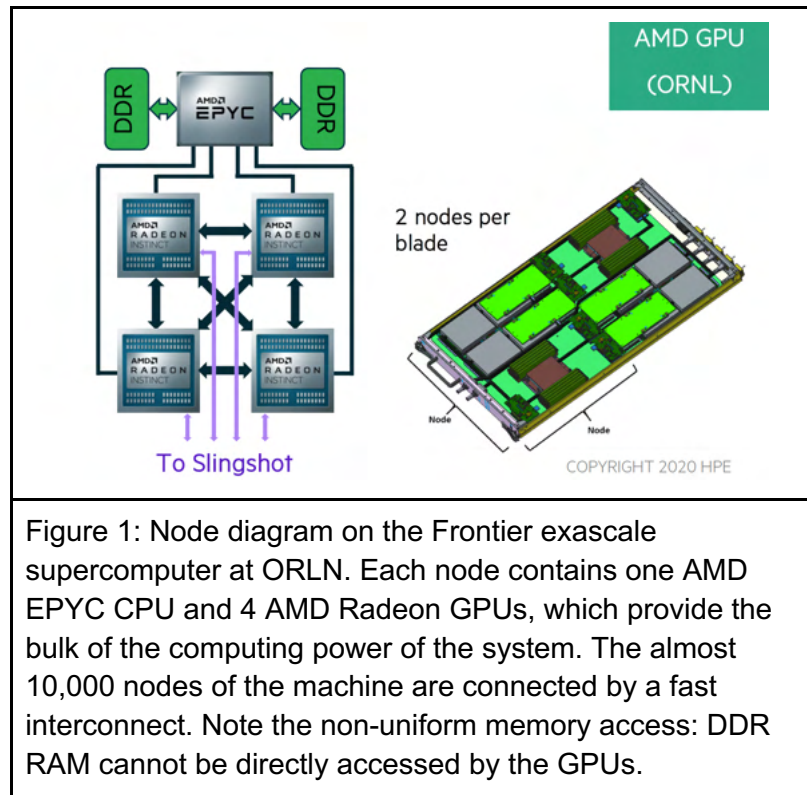 AMD GPU
(ORNL)
DDR
AMD
EPYC
DDR
AMD
RADEON
INSTINCT
AMD
RADEON
INSTINCT
2 nodes per
blade
AMD
RADEON
INSTINCT
AMD
RADEON
INSTINCT
Node
Node
To Slingshot
COPYRIGHT 2020 HPE
Figure 1: Node diagram on the Frontier exascale
supercomputer at ORLN. Each node contains one AMD
EPYC CPU and 4 AMD Radeon GPUs, which provide the
bulk of the computing power of the system. The almost
10,000 nodes of the machine are connected by a fast
interconnect. Note the non-uniform memory access: DDR
RAM cannot be directly accessed by the GPUs.